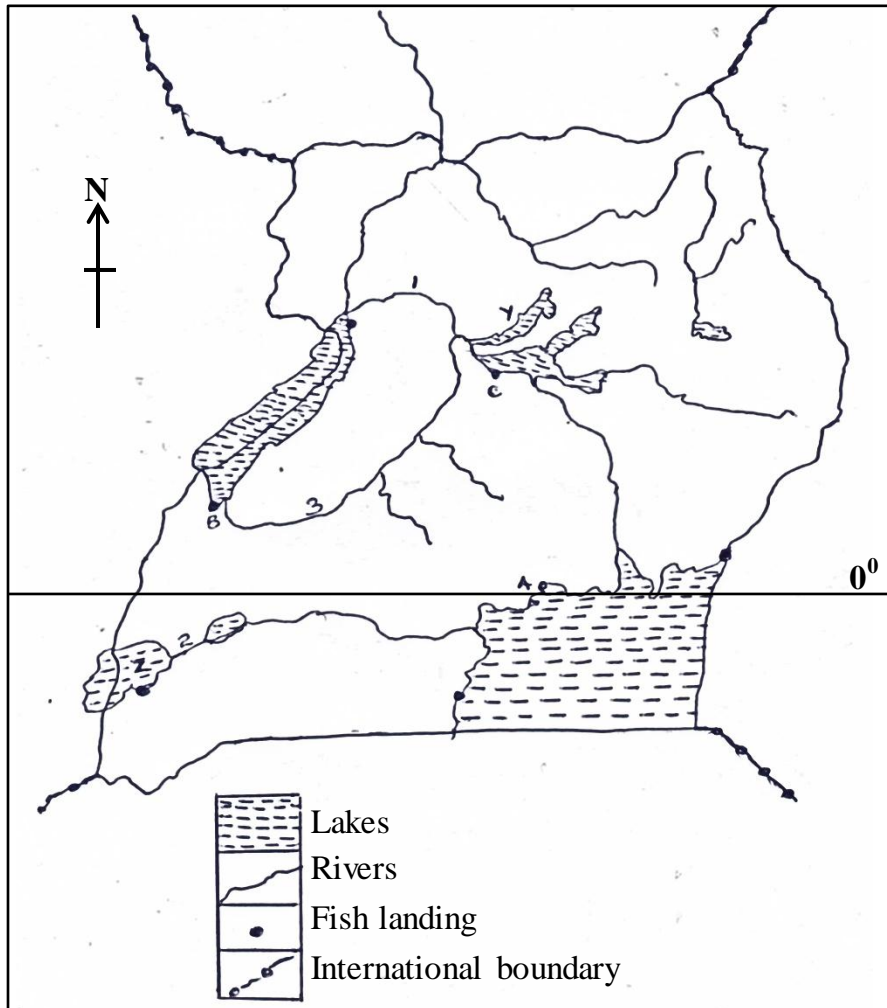 N
1
Y
C
B
3
A
0⁰
2
Z
Lakes
Rivers
Fish landing
International boundary